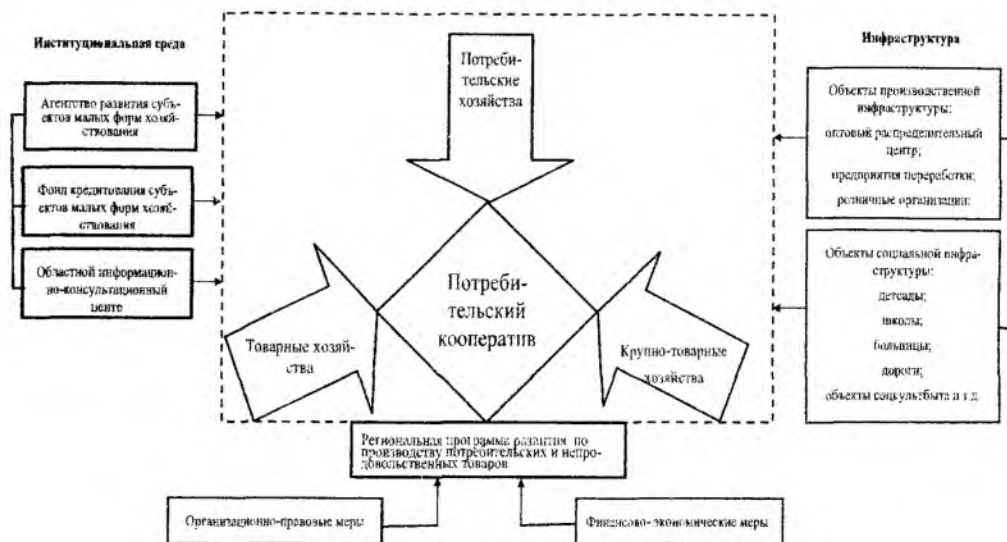 Институциональная среда
Агентство развития субъ-
ектов малых форм хозяй-
ствования
Фонд кредитования субъ-
ектов малых форм хозяй-
ствования
Областной информацион-
но-консультационный
центр
Потреби-
тельские
хозяйства
Потреби-
тельский
кооператив
Товарные хозяй-
ства
Крупно-товарные
хозяйства
Региональная программа развития по
производству потребительских и непро-
довольственных товаров
Организационно-правовые меры
Финансово-экономические меры
Инфраструктура
Объекты производственной
инфраструктуры:
оптовый распределительный
центр;
предприятия переработки;
розничные организации;
Объекты социальной инфра-
структуры:
детсады;
школы;
больницы;
дороги;
объекты соцкультбыта и т.д.